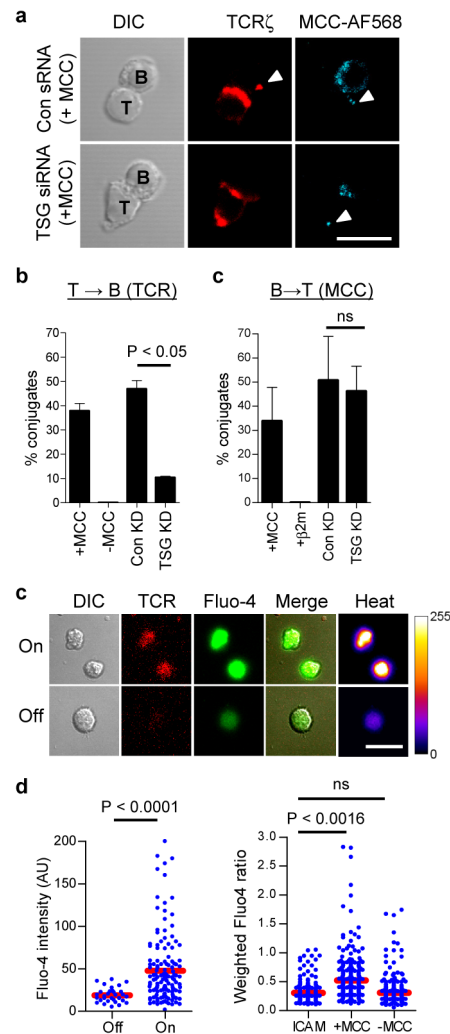 a
DIC TCRζ MCC-AF568
Con sRNA
(+ MCC)
B
T
TSG siRNA
(+MCC)
B
T
b c
T → B (TCR) B→T (MCC)
P < 0.05
ns
% conjugates
70
60
50
40
30
20
10
0
+MCC
-MCC
Con KD
TSG KD
% conjugates
70
60
50
40
30
20
10
0
+MCC
+β2m
Con KD
TSG KD
c
DIC TCR Fluo-4 Merge Heat
On
Off
255
0
d
P < 0.0001
Fluo-4 intensity (AU)
200
150
100
50
0
Off On
ns
P < 0.0016
Weighted Fluo4 ratio
3.0
2.5
2.0
1.5
1.0
0.5
0.0
ICAM +MCC -MCC